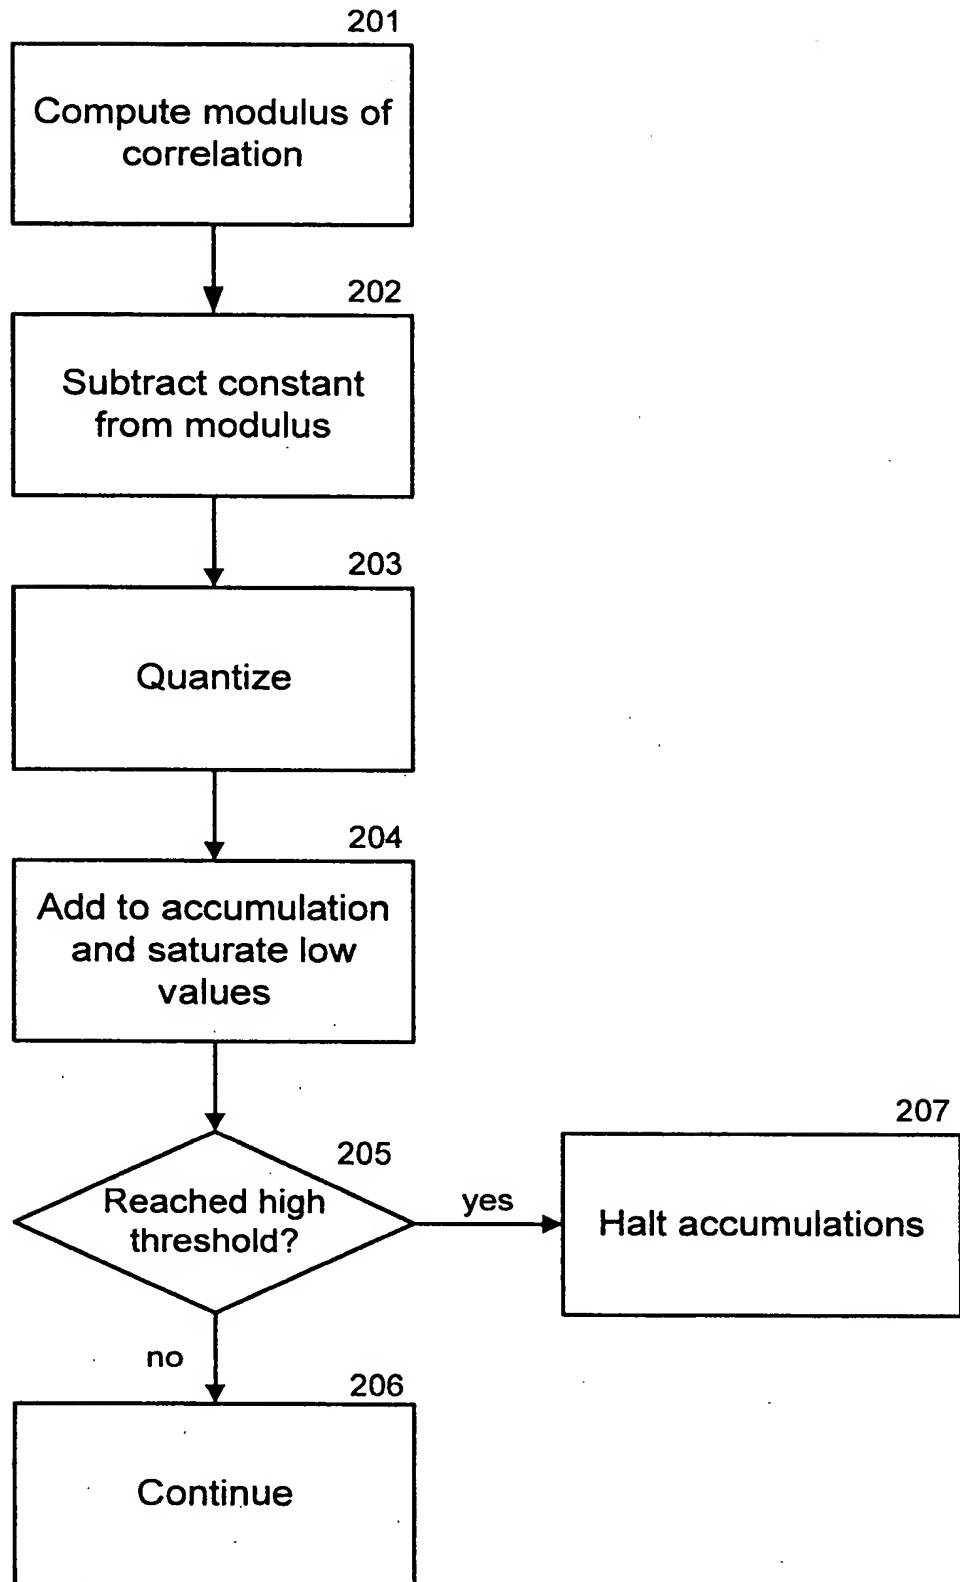 201
Compute modulus of
correlation
202
Subtract constant
from modulus
203
Quantize
204
Add to accumulation
and saturate low
values
205
Reached high
threshold?
yes
207
Halt accumulations
no
206
Continue